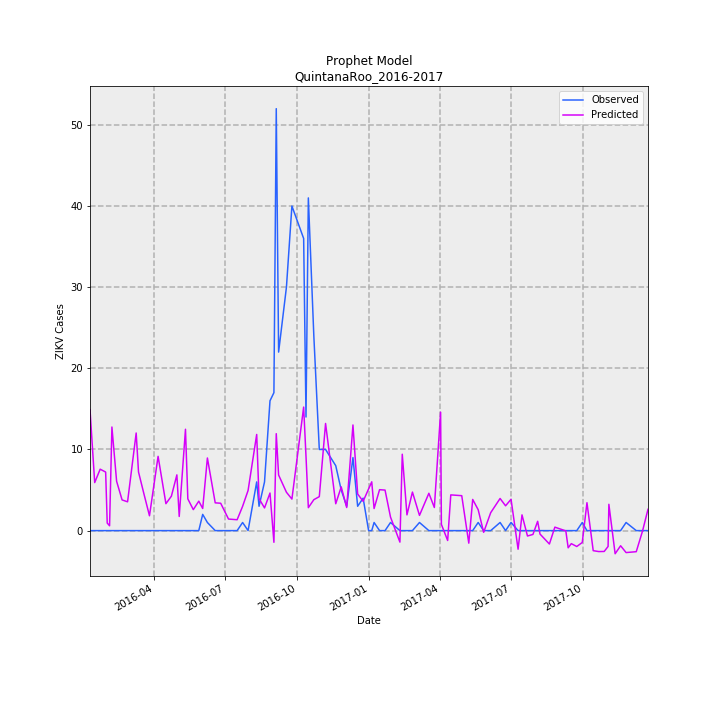 Prophet Model
QuintanaRoo_2016-2017
Observed
Predicted
50
40
30
20
10
0
ZIKV Cases
2016-04
2016-07
2016-10
2017-01
2017-04
2017-07
2017-10
Date